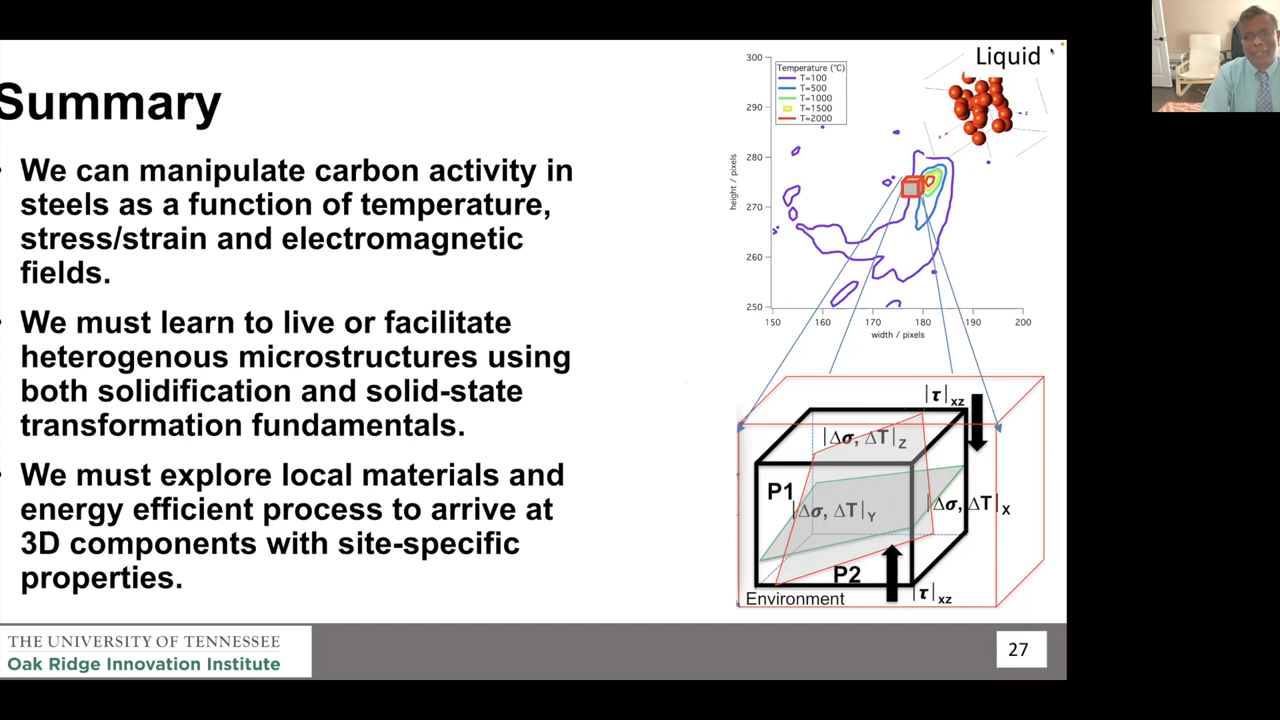 Summary
We can manipulate carbon activity in
steels as a function of temperature,
stress/strain and electromagnetic
fields.
We must learn to live or facilitate
heterogenous microstructures using
both solidification and solid-state
transformation fundamentals.
We must explore local materials and
energy efficient process to arrive at
3D components with site-specific
properties.
Liquid
Temperature (°C)
T=100
T=500
T=1000
T=1500
T=2000
300
290
280
270
260
250
height / pixels
150 160 170 180 190 200
width / pixels
|τ|xz
|Δσ, ΔT|Z
P1
|Δσ, ΔT|Y
|Δσ, ΔT|X
P2
|τ|xz
Environment
THE UNIVERSITY OF TENNESSEE
Oak Ridge Innovation Institute
27